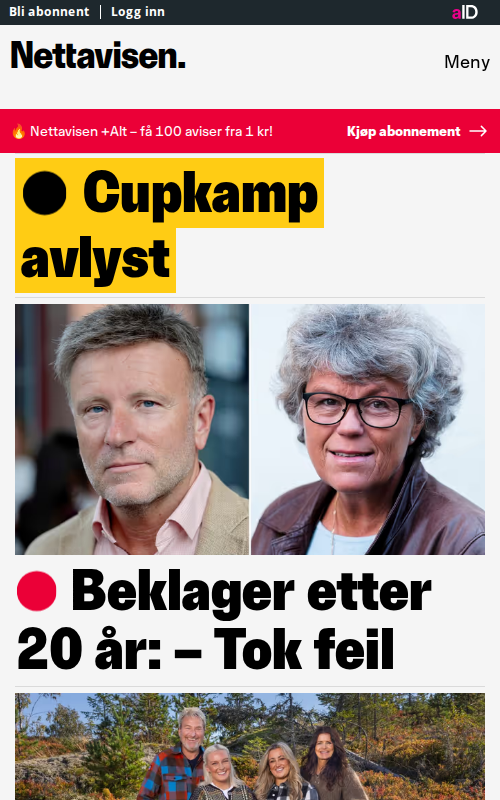 Bli abonnent | Logg inn
aID
Nettavisen.
Meny
🔥 Nettavisen +Alt – få 100 aviser fra 1 kr!
Kjøp abonnement →
● Cupkamp
avlyst
Beklager etter
20 år: – Tok feil